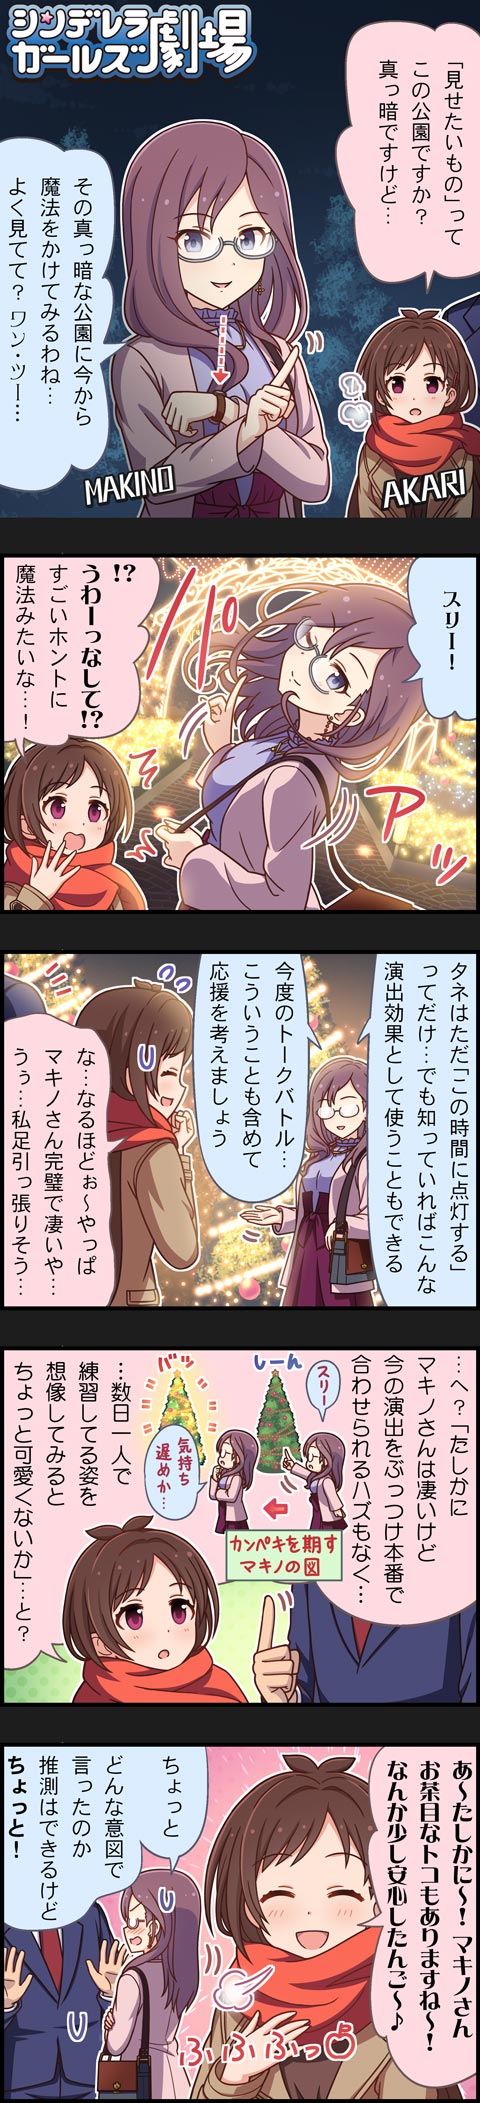 シンデレラ
ガールズ劇場
「見せたいもの」って
この公園ですか？
真っ暗ですけど…
その真っ暗な公園に今から
魔法をかけてみるわね…
よく見てて？ワン・ツー…
MAKINO
AKARI
スリー！
パッ
!?
うわーっなして!?
すごいホントに
魔法みたいな…！
タネはただ「この時間に点灯する」
ってだけ…でも知っていればこんな
演出効果として使うこともできる
今度のトークバトル…
こういうことも含めて
応援を考えましょう
な…なるほどぉ～やっぱ
マキノさん完璧で凄いや…
うぅ…私足引っ張りそう…
…へ？「たしかに
マキノさんは凄いけど
今の演出をぶっつけ本番で
合わせられるハズもなく…
しーん
スリー
バッ
気持ち
遅めか…
カンペキを期す
マキノの図
…数日一人で
練習してる姿を
想像してみると
ちょっと可愛くないか」…と？
あ～たしかに～！マキノさん
お茶目なトコもありますね～！
なんか少し安心したんご～♪
ふふふっ
ちょっと
どんな意図で
言ったのか
推測はできるけど
ちょっと！